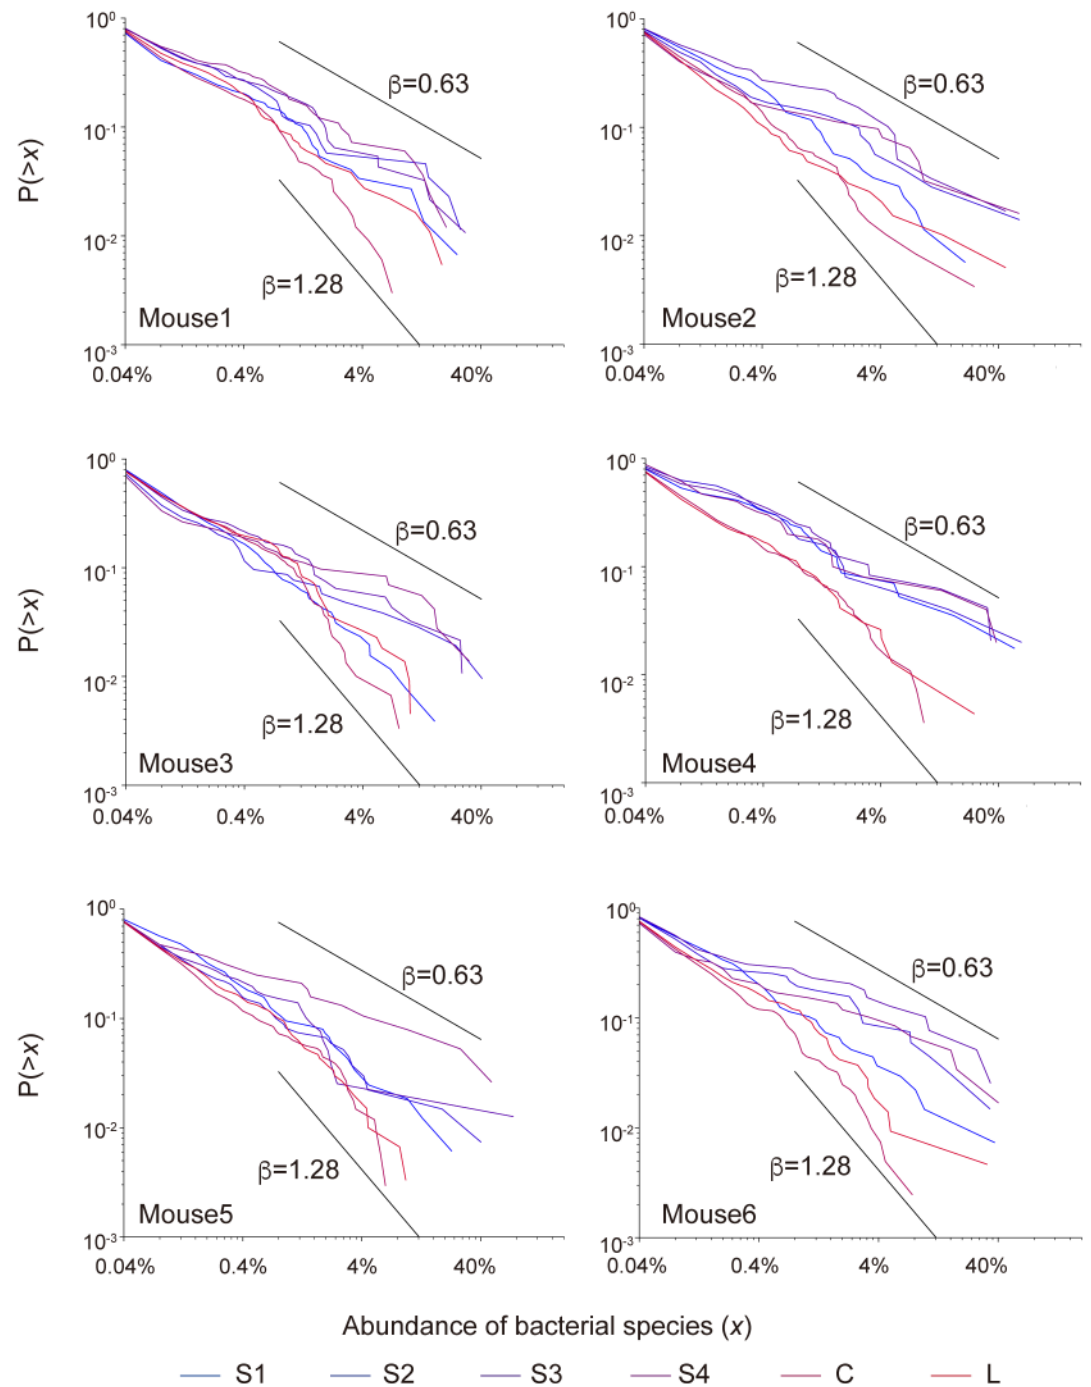 10⁰
10⁻¹
10⁻²
10⁻³
P(>x)
β=0.63
β=1.28
Mouse1
0.04% 0.4% 4% 40%
10⁰
10⁻¹
10⁻²
10⁻³
β=0.63
β=1.28
Mouse2
0.04% 0.4% 4% 40%
10⁰
10⁻¹
10⁻²
10⁻³
P(>x)
β=0.63
β=1.28
Mouse3
0.04% 0.4% 4% 40%
10⁰
10⁻¹
10⁻²
10⁻³
β=0.63
β=1.28
Mouse4
0.04% 0.4% 4% 40%
10⁰
10⁻¹
10⁻²
10⁻³
P(>x)
β=0.63
β=1.28
Mouse5
0.04% 0.4% 4% 40%
10⁰
10⁻¹
10⁻²
10⁻³
β=0.63
β=1.28
Mouse6
0.04% 0.4% 4% 40%
Abundance of bacterial species (x)
S1 S2 S3 S4 C L